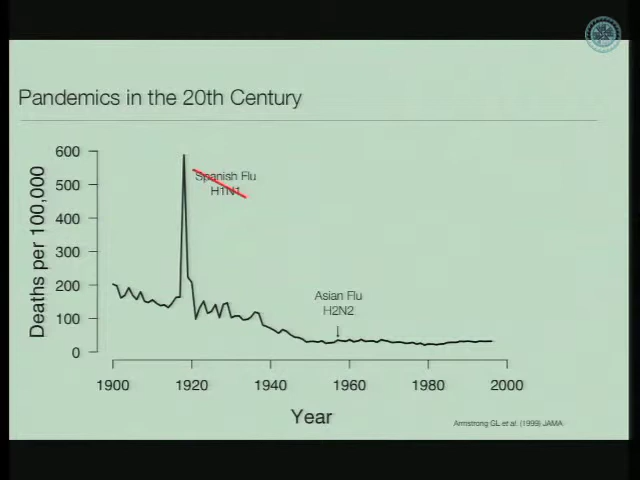 Pandemics in the 20th Century
600
500
400
300
200
100
0
Deaths per 100,000
Spanish Flu
H1N1
Asian Flu
H2N2
1900
1920
1940
1960
1980
2000
Year
Armstrong GL et al. (1999) JAMA